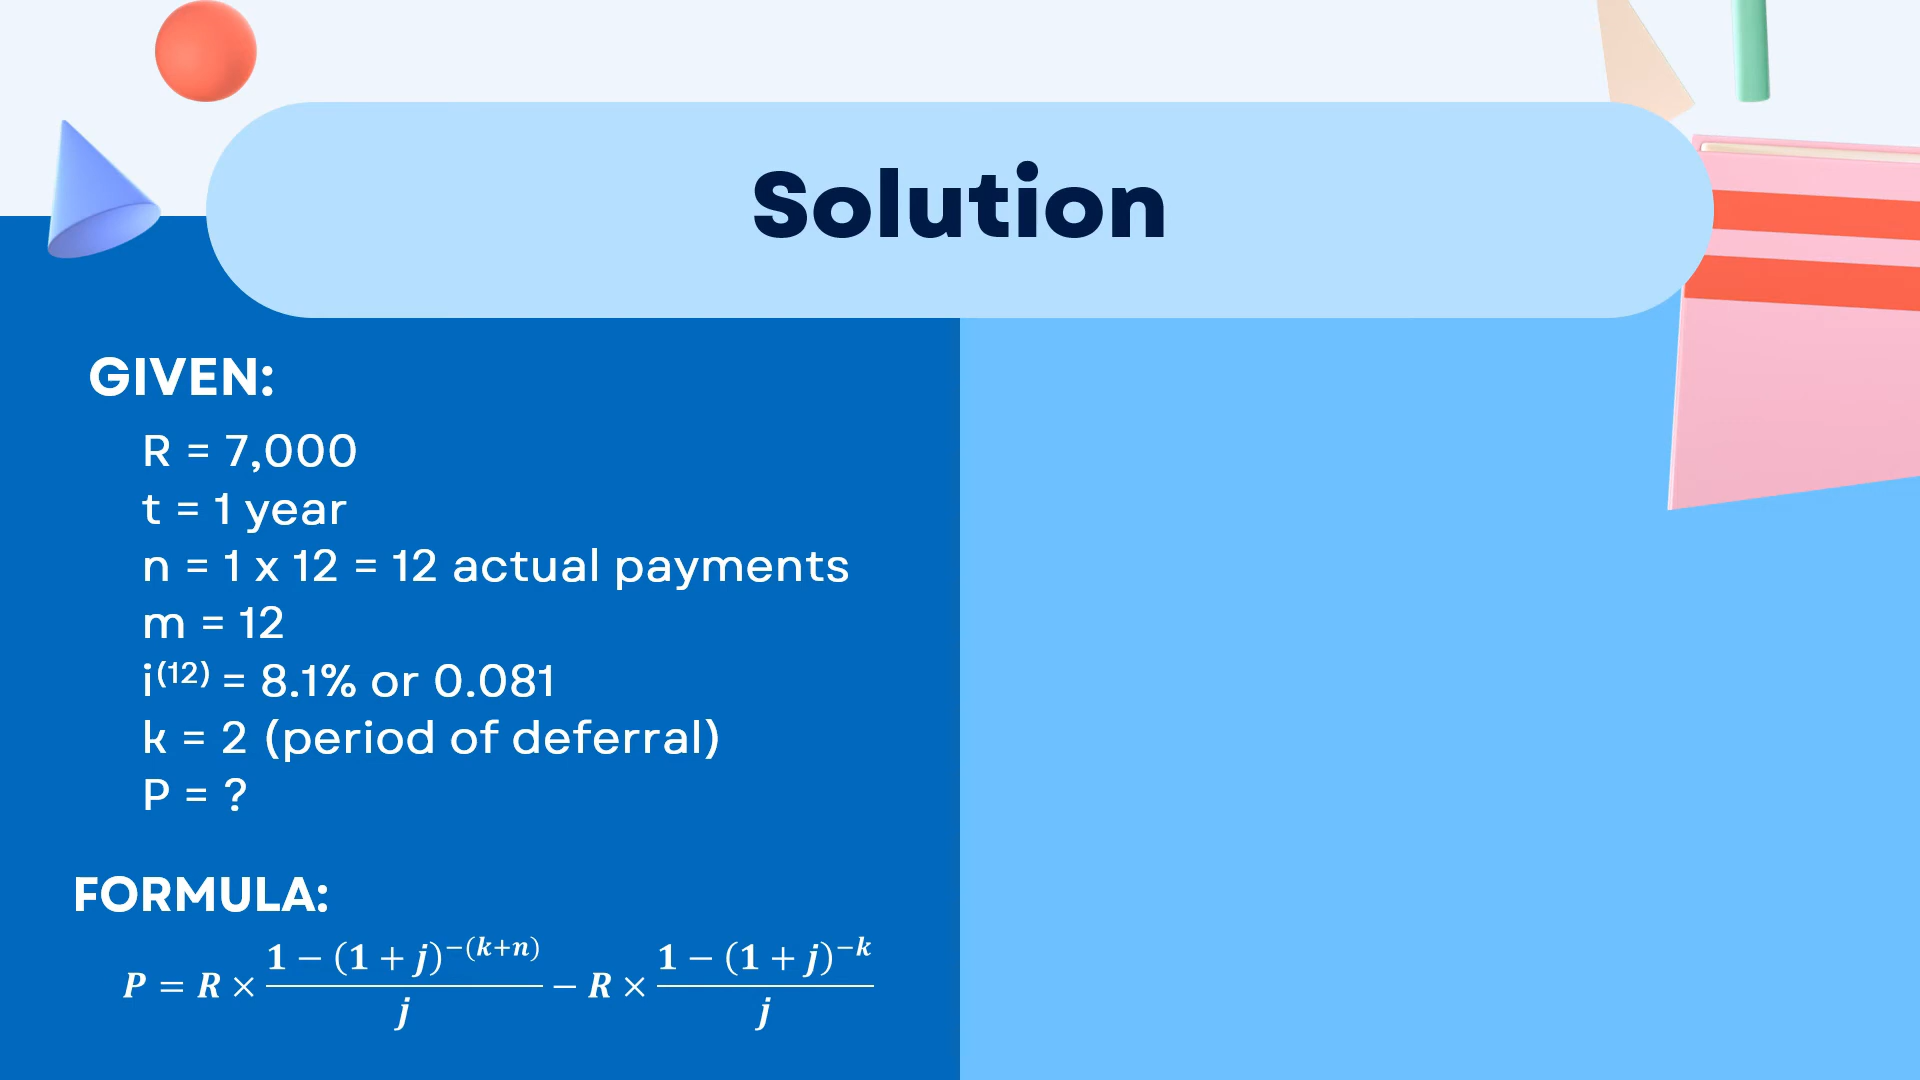 Solution
GIVEN:
R = 7,000
t = 1 year
n = 1 x 12 = 12 actual payments
m = 12
i⁽¹²⁾ = 8.1% or 0.081
k = 2 (period of deferral)
P = ?
FORMULA:
P = R × (1 − (1 + j)^−(k+n))/j − R × (1 − (1 + j)^−k)/j